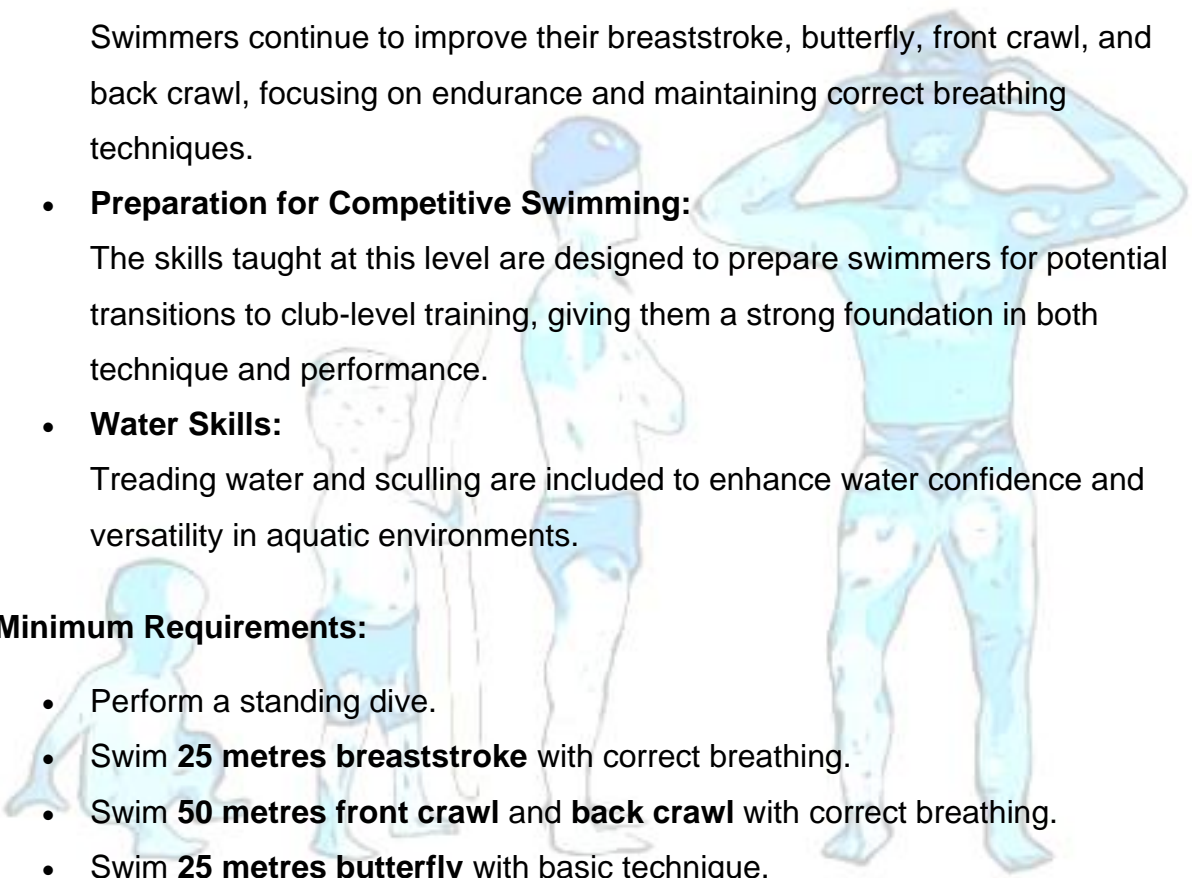 Swimmers continue to improve their breaststroke, butterfly, front crawl, and
back crawl, focusing on endurance and maintaining correct breathing
techniques.
• Preparation for Competitive Swimming:
The skills taught at this level are designed to prepare swimmers for potential
transitions to club-level training, giving them a strong foundation in both
technique and performance.
• Water Skills:
Treading water and sculling are included to enhance water confidence and
versatility in aquatic environments.
Minimum Requirements:
• Perform a standing dive.
• Swim 25 metres breaststroke with correct breathing.
• Swim 50 metres front crawl and back crawl with correct breathing.
• Swim 25 metres butterfly with basic technique.